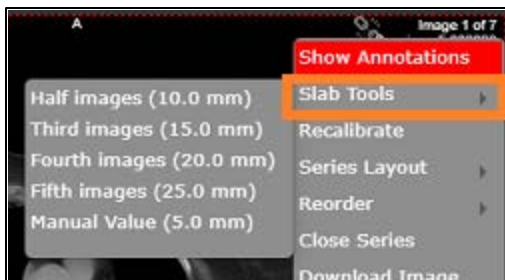 A
Image 1 of 7
Show Annotations
Slab Tools
Recalibrate
Series Layout
Reorder
Close Series
Download Image
Half images (10.0 mm)
Third images (15.0 mm)
Fourth images (20.0 mm)
Fifth images (25.0 mm)
Manual Value (5.0 mm)